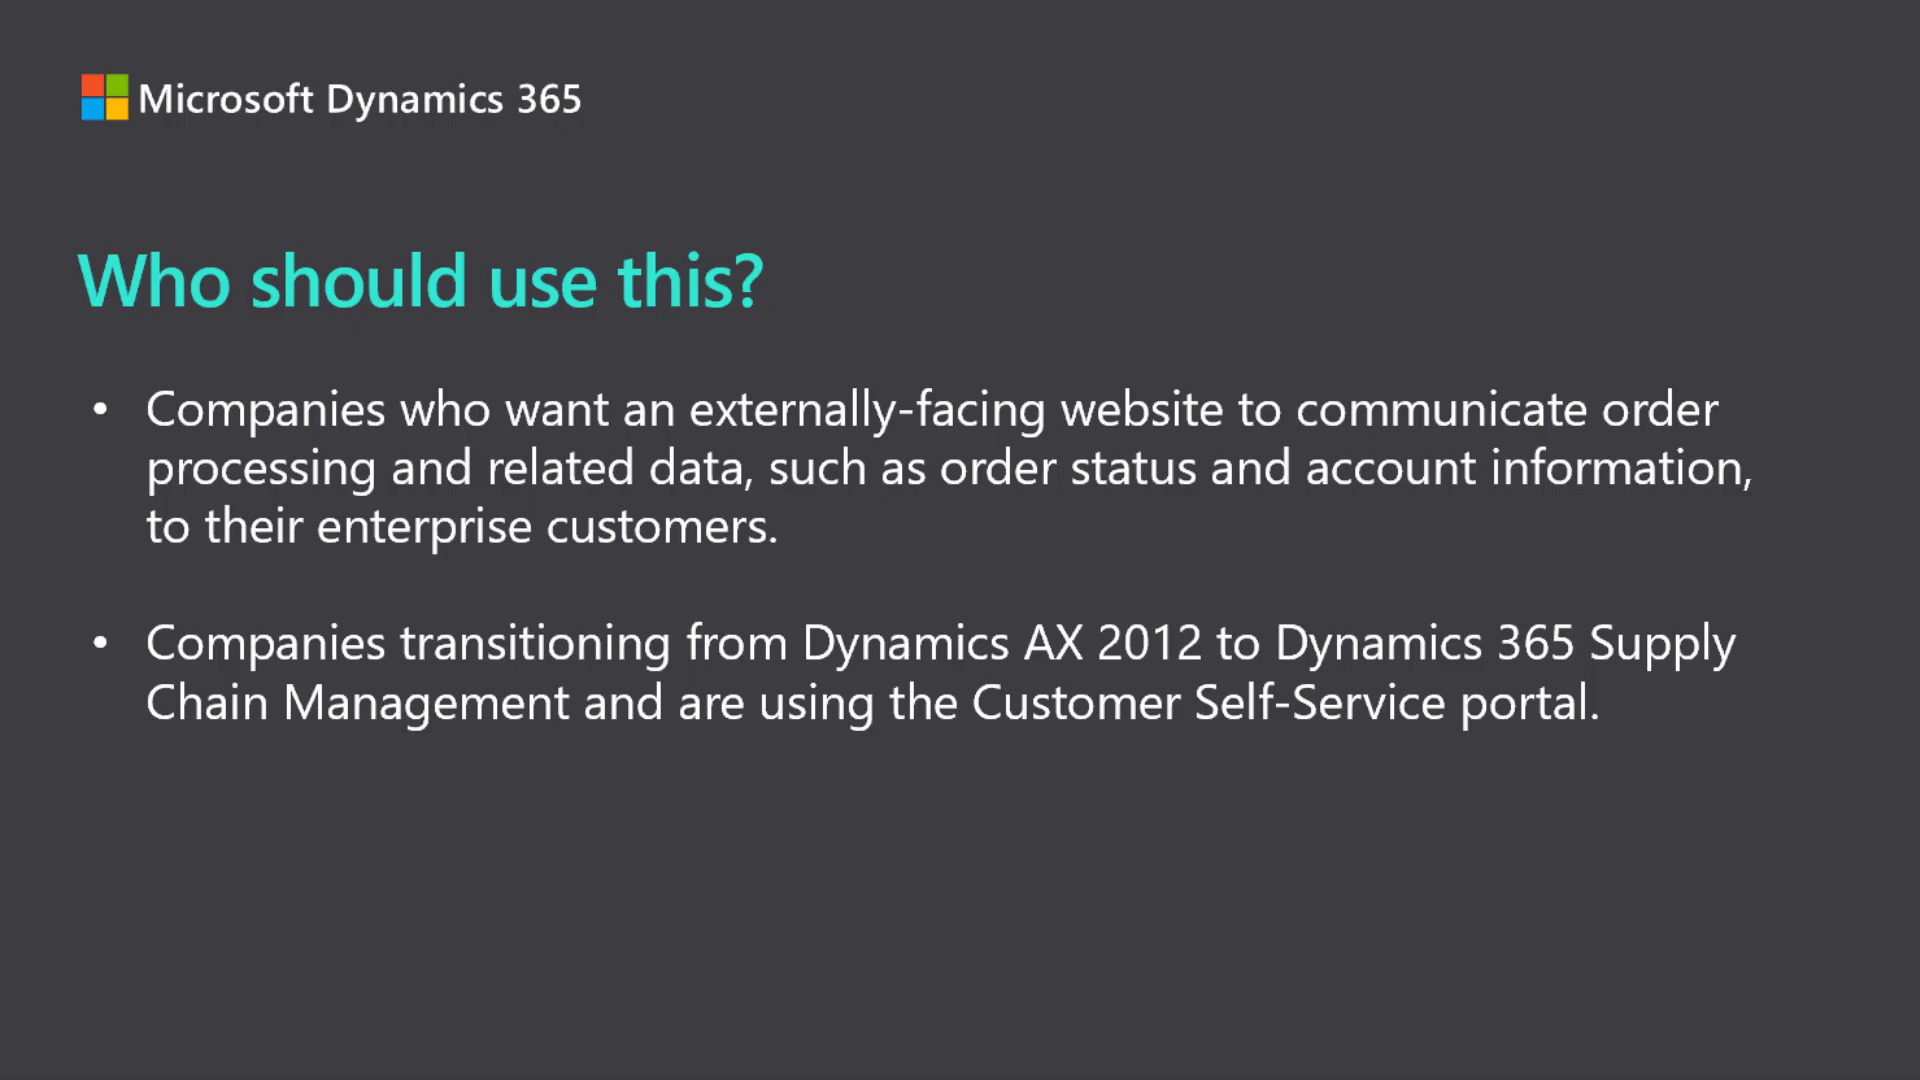 Microsoft Dynamics 365
Who should use this?
• Companies who want an externally-facing website to communicate order
processing and related data, such as order status and account information,
to their enterprise customers.
• Companies transitioning from Dynamics AX 2012 to Dynamics 365 Supply
Chain Management and are using the Customer Self-Service portal.